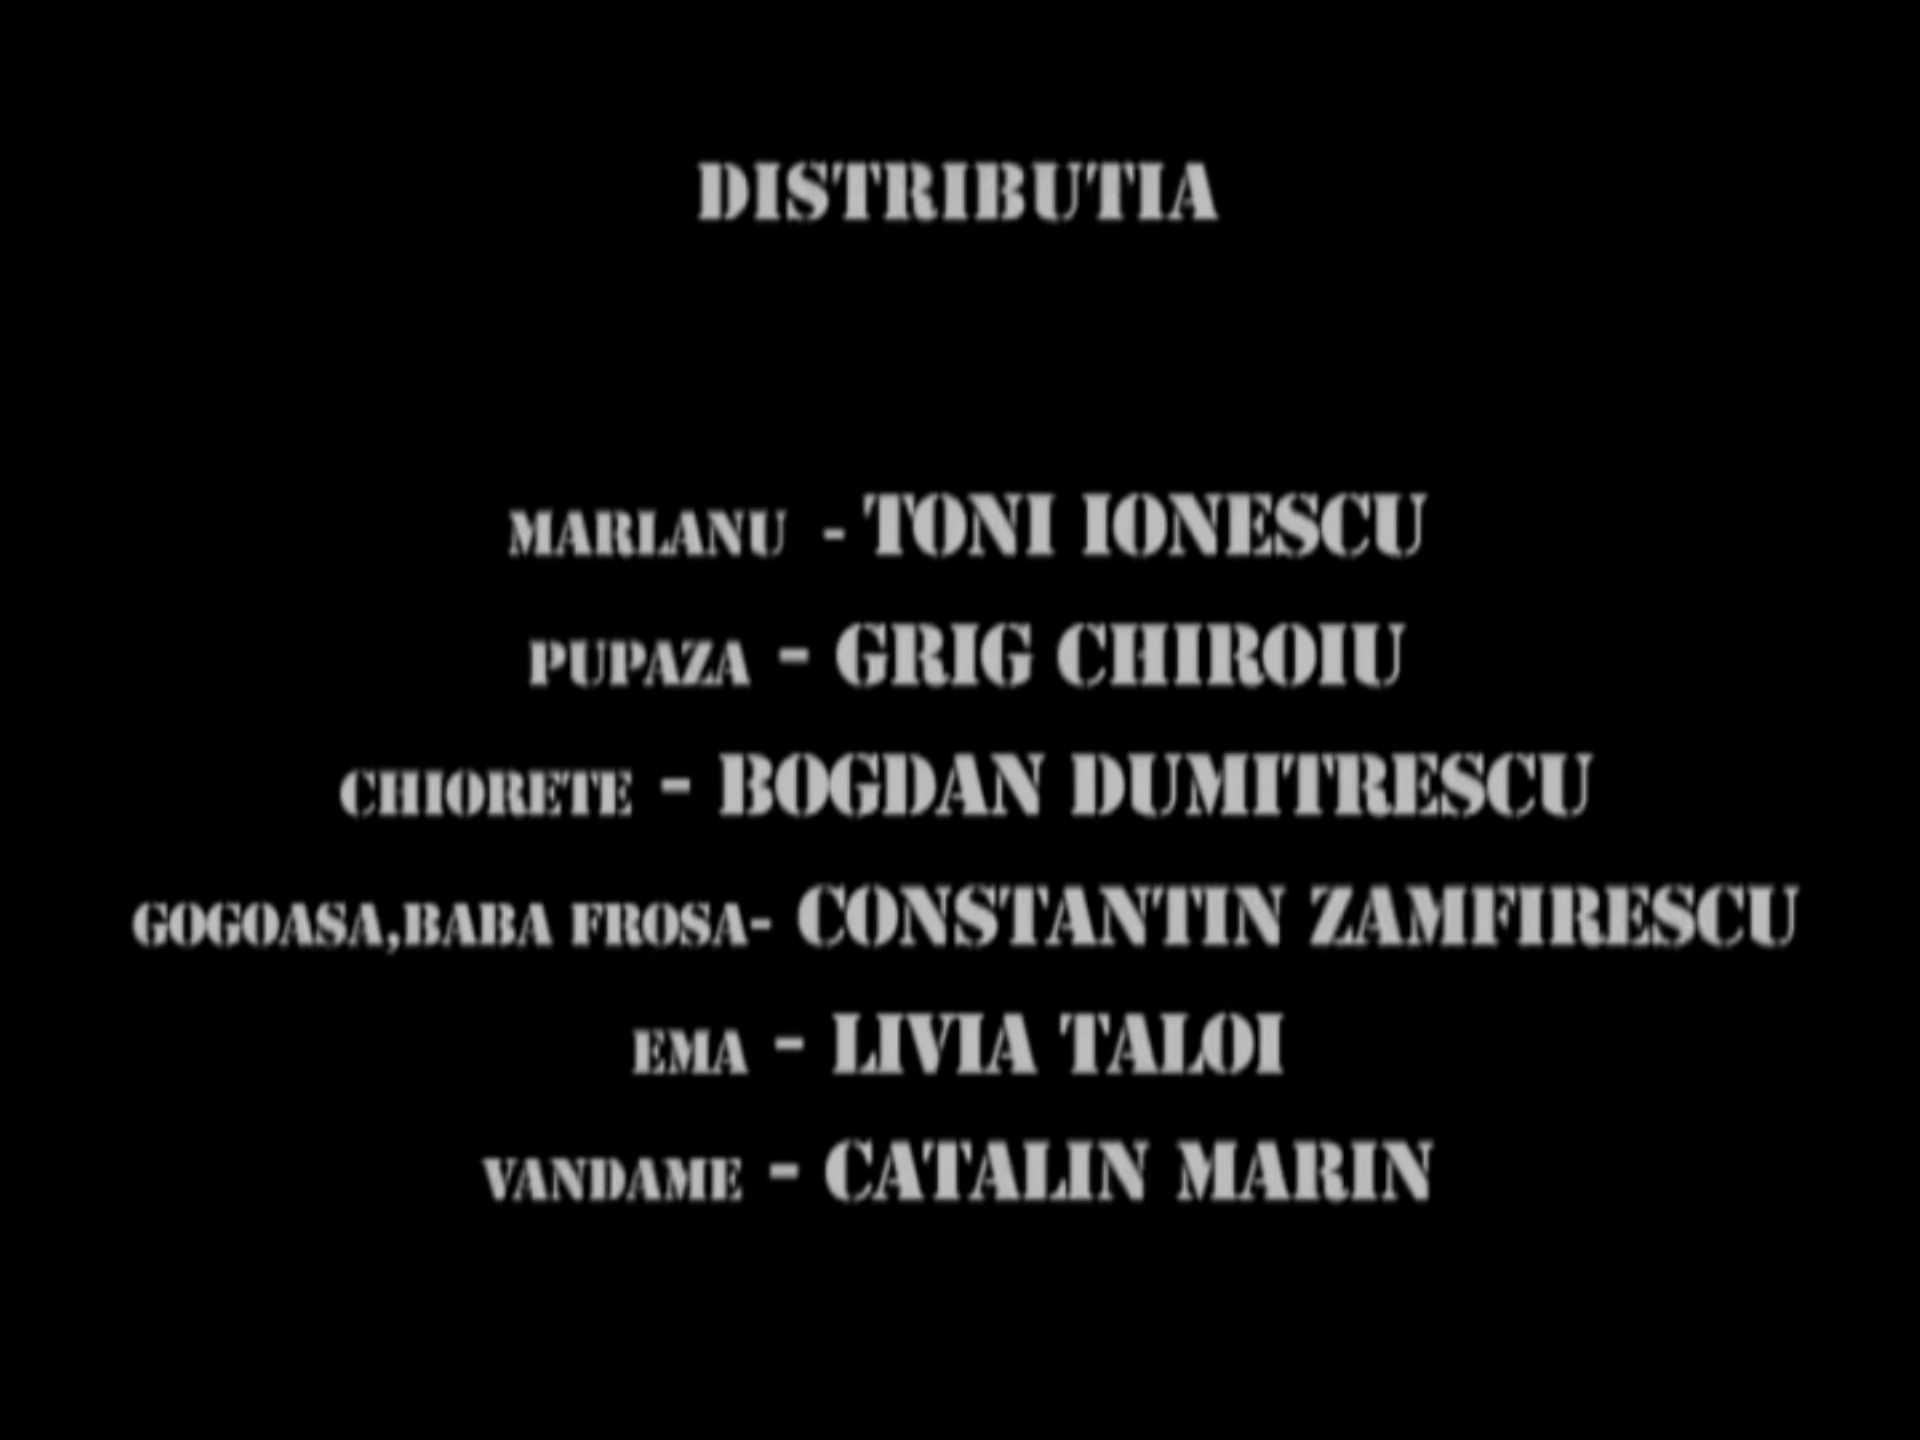 DISTRIBUTIA
MARLANU - TONI IONESCU
PUPAZA - GRIG CHIROIU
CHIORETE - BOGDAN DUMITRESCU
GOGOASA,BABA FROSA- CONSTANTIN ZAMFIRESCU
EMA - LIVIA TALOI
VANDAME - CATALIN MARIN